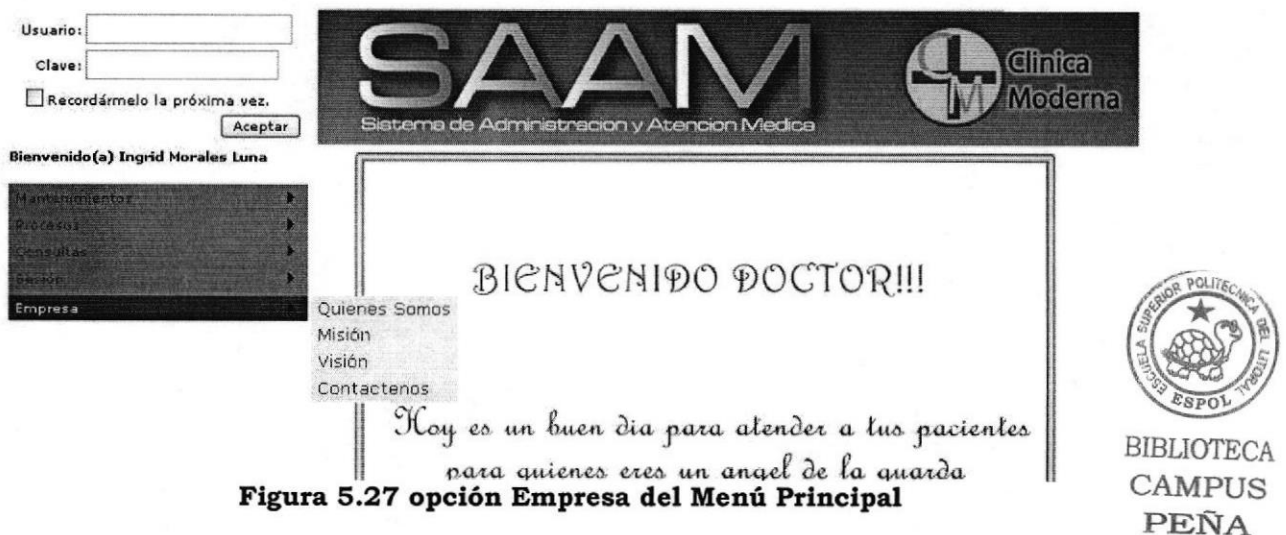 Usuario:
Clave:
Recordármelo la próxima vez.
Aceptar
Bienvenido(a) Ingrid Morales Luna
SAAM
Sistema de Administracion y Atencion Medica
CM
Clinica
Moderna
Mantenimientos
Procesos
Consultas
Sesión
Empresa
Quienes Somos
Misión
Visión
Contactenos
BIENVENIDO DOCTOR!!!
Hoy es un buen dia para atender a tus pacientes
para quienes eres un angel de la guarda
Figura 5.27 opción Empresa del Menú Principal
ESCUELA SUPERIOR POLITECNICA DEL LITORAL
ESPOL
BIBLIOTECA
CAMPUS
PEÑA